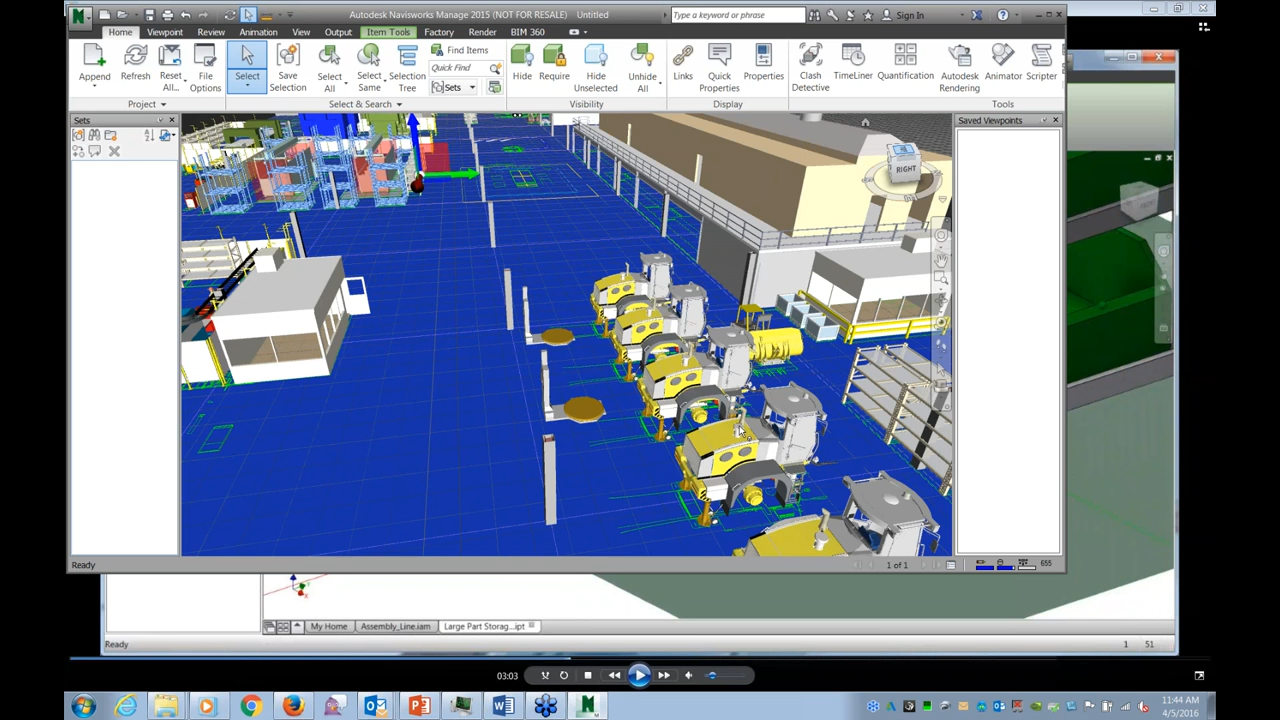 Autodesk Navisworks Manage 2015 (NOT FOR RESALE) Untitled
Type a keyword or phrase
Sign In
Home Viewpoint Review Animation View Output Item Tools Factory Render BIM 360
Append
Refresh
Reset All...
File Options
Select
Save Selection
Select All
Select Same
Selection Tree
Find Items
Quick Find
Sets
Hide
Require
Hide Unselected
Unhide All
Links
Quick Properties
Properties
Clash Detective
TimeLiner
Quantification
Autodesk Rendering
Animator
Scripter
Project Select & Search Visibility Display Tools
Sets
Saved Viewpoints
RIGHT
Ready
1 of 1
655
My Home Assembly_Line.iam Large Part Storag...ipt
Ready
1 51
03:03
11:44 AM
4/5/2016